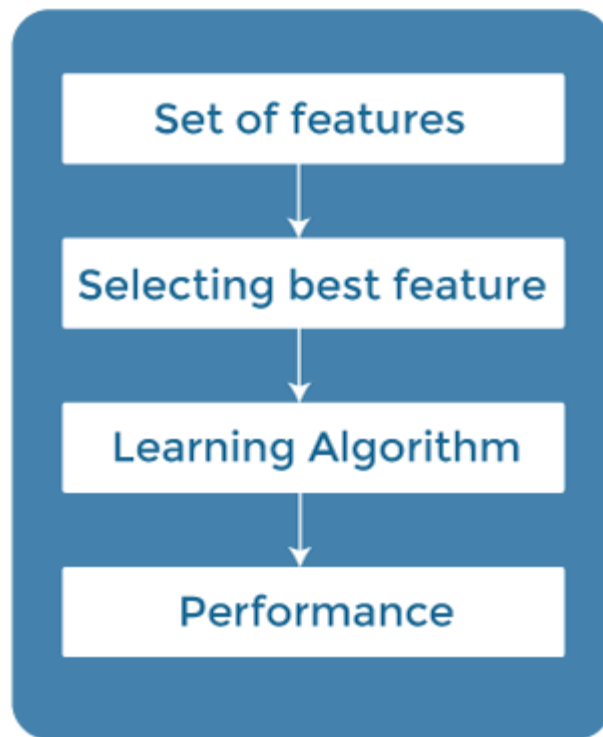 Set of features
Selecting best feature
Learning Algorithm
Performance